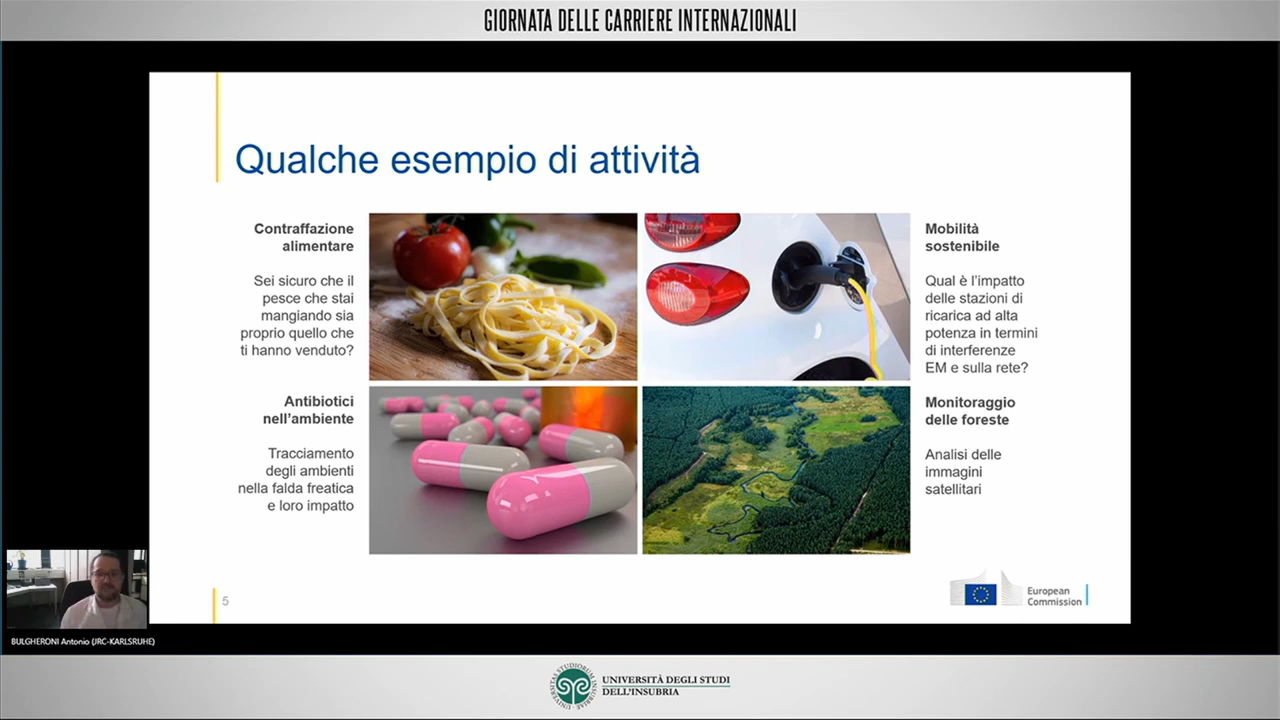 GIORNATA DELLE CARRIERE INTERNAZIONALI
Qualche esempio di attività
Contraffazione
alimentare
Sei sicuro che il
pesce che stai
mangiando sia
proprio quello che
ti hanno venduto?
Mobilità
sostenibile
Qual è l'impatto
delle stazioni di
ricarica ad alta
potenza in termini
di interferenze
EM e sulla rete?
Antibiotici
nell'ambiente
Tracciamento
degli ambienti
nella falda freatica
e loro impatto
Monitoraggio
delle foreste
Analisi delle
immagini
satellitari
5
European
Commission
BULGHERONI Antonio (JRC-KARLSRUHE)
UNIVERSITÀ DEGLI STUDI
DELL'INSUBRIA